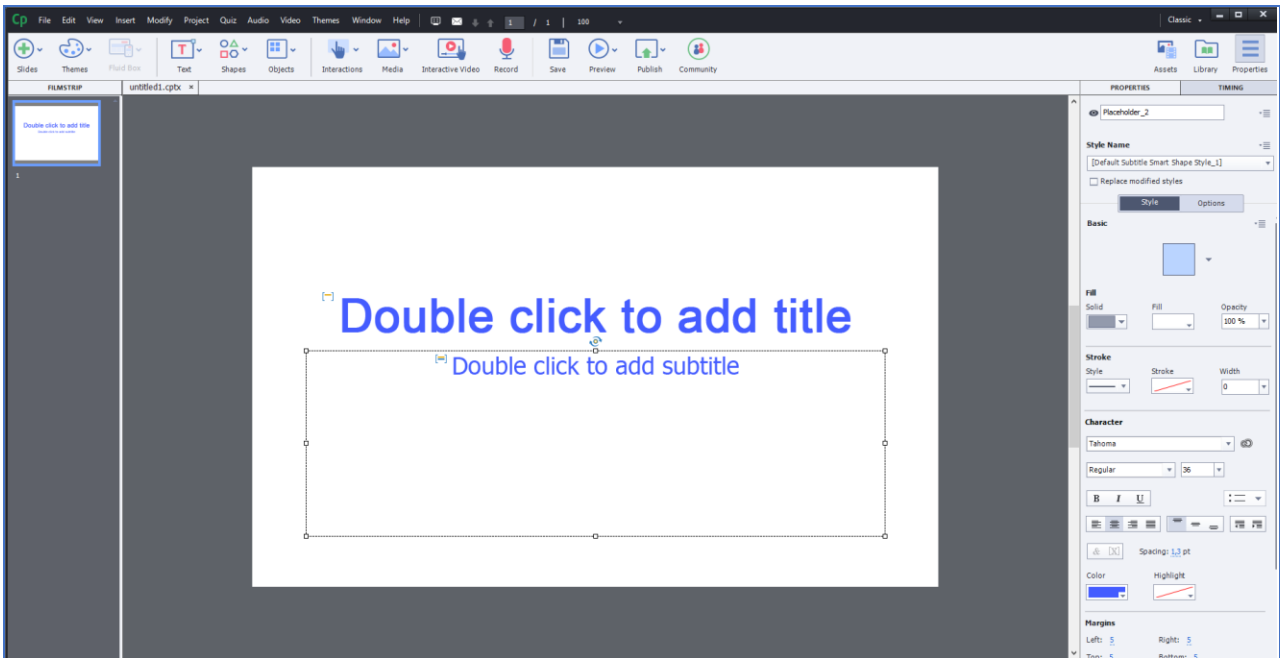 Cp File Edit View Insert Modify Project Quiz Audio Video Themes Window Help 1 / 1 100 Classic
Slides Themes Fluid Box Text Shapes Objects Interactions Media Interactive Video Record Save Preview Publish Community Assets Library Properties
FILMSTRIP untitled1.cptx × PROPERTIES TIMING
Double click to add title
1
Double click to add title
Double click to add subtitle
Placeholder_2
Style Name
[Default Subtitle Smart Shape Style_1]
Replace modified styles
Style Options
Basic
Fill
Solid Fill Opacity
100 %
Stroke
Style Stroke Width
0
Character
Tahoma
Regular 36
B I U
& [X] Spacing: 1,3 pt
Color Highlight
Margins
Left: 5 Right: 5
Top: 5 Bottom: 5